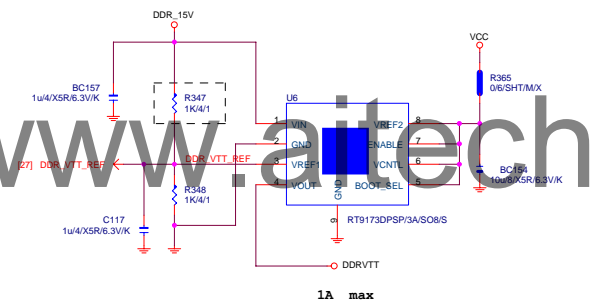 DDR_15V
VCC
BC157
1u/4/X5R/6.3V/K
R347
1K/4/1
R365
0/6/SHT/M/X
U6
1 VIN VREF2 8
2 GND ENABLE 7
3 VREF1 VCNTL 6
4 VOUT BOOT_SEL 5
GND
9
www.aitech
[27] DDR_VTT_REF
DDR_VTT_REF
R348
1K/4/1
BC154
10u/8/X5R/6.3V/K
C117
1u/4/X5R/6.3V/K
RT9173DPSP/3A/SO8/S
DDRVTT
1A max